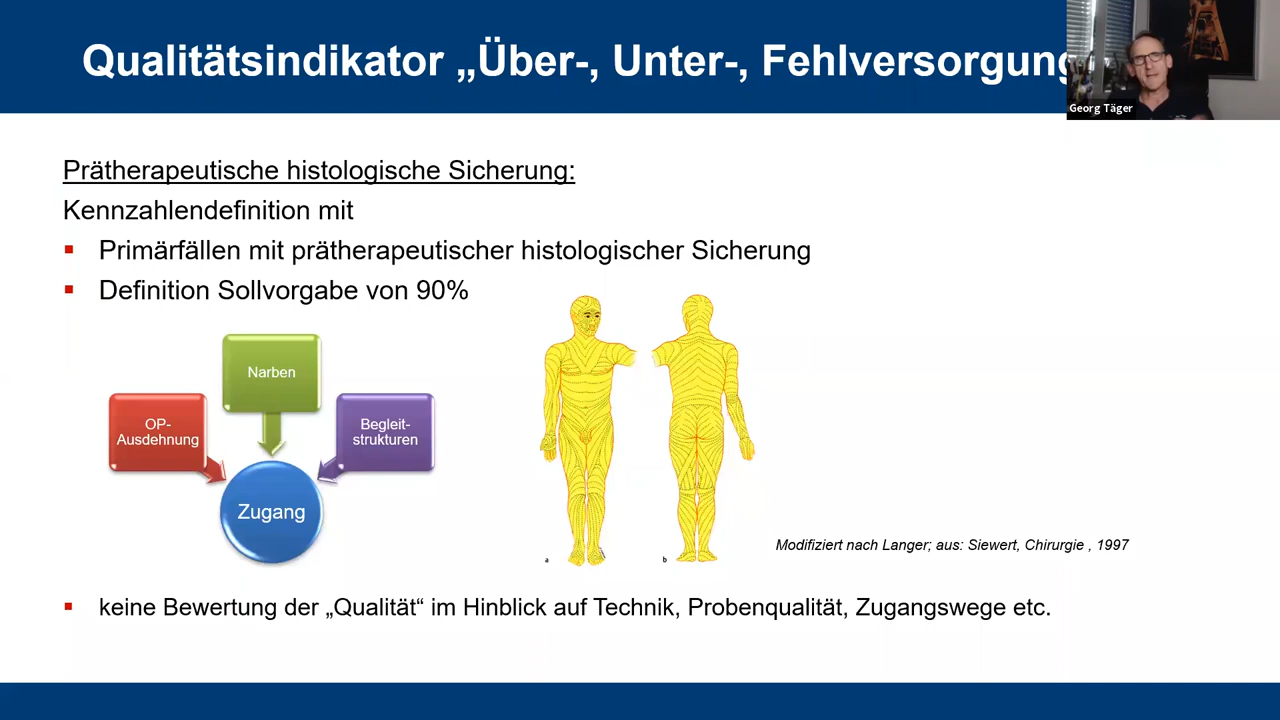 Qualitätsindikator „Über-, Unter-, Fehlversorgung
Georg Täger
Prätherapeutische histologische Sicherung:
Kennzahlendefinition mit
▪ Primärfällen mit prätherapeutischer histologischer Sicherung
▪ Definition Sollvorgabe von 90%
Narben
OP-
Ausdehnung
Begleit-
strukturen
Zugang
a
b
Modifiziert nach Langer; aus: Siewert, Chirurgie , 1997
▪ keine Bewertung der „Qualität“ im Hinblick auf Technik, Probenqualität, Zugangswege etc.